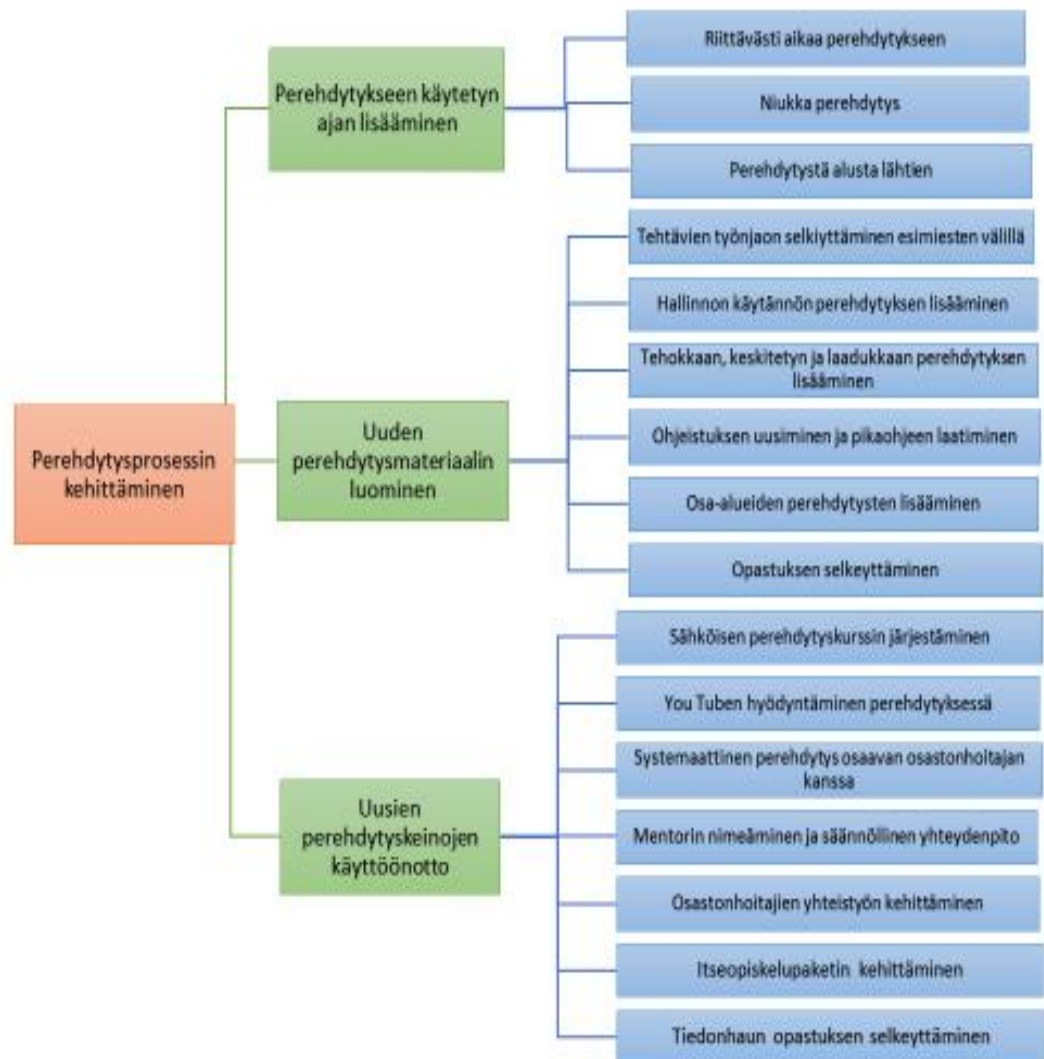 Perehdytysprosessin
kehittäminen
Perehdytykseen käytetyn
ajan lisääminen
Riittävästi aikaa perehdytykseen
Niukka perehdytys
Perehdytystä alusta lähtien
Uuden
perehdytysmateriaalin
luominen
Tehtävien työnjaon selkiyttäminen esimiesten välillä
Hallinnon käytännön perehdytyksen lisääminen
Tehokkaan, keskitetyn ja laadukkaan perehdytyksen
lisääminen
Ohjeistuksen uusiminen ja pikaohjeen laatiminen
Osa-alueiden perehdytysten lisääminen
Opastuksen selkeyttäminen
Uusien
perehdytyskeinojen
käyttöönotto
Sähköisen perehdytyskurssin järjestäminen
You Tuben hyödyntäminen perehdytyksessä
Systemaattinen perehdytys osaavan osastonhoitajan
kanssa
Mentorin nimeäminen ja säännöllinen yhteydenpito
Osastonhoitajien yhteistyön kehittäminen
Itseopiskelupaketin kehittäminen
Tiedonhaun opastuksen selkeyttäminen